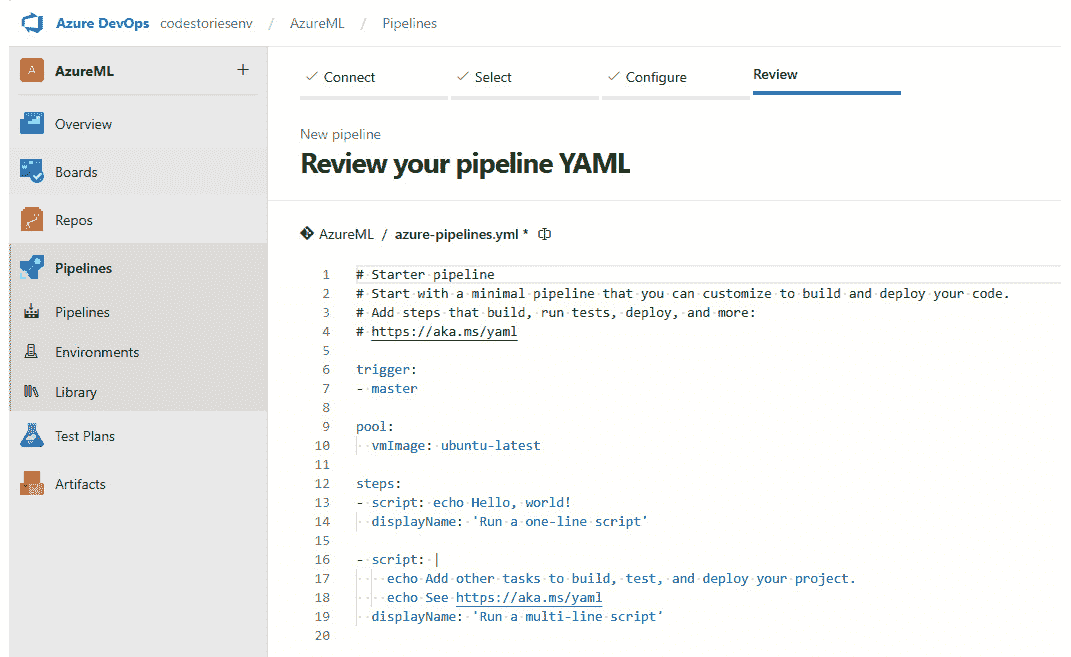 Azure DevOps codestoriesenv / AzureML / Pipelines
A AzureML +
Overview
Boards
Repos
Pipelines
Pipelines
Environments
Library
Test Plans
Artifacts
Connect Select Configure Review
New pipeline
Review your pipeline YAML
AzureML / azure-pipelines.yml *
1 # Starter pipeline
2 # Start with a minimal pipeline that you can customize to build and deploy your code.
3 # Add steps that build, run tests, deploy, and more:
4 # https://aka.ms/yaml
5
6 trigger:
7 - master
8
9 pool:
10   vmImage: ubuntu-latest
11
12 steps:
13 - script: echo Hello, world!
14   displayName: 'Run a one-line script'
15
16 - script: |
17     echo Add other tasks to build, test, and deploy your project.
18     echo See https://aka.ms/yaml
19   displayName: 'Run a multi-line script'
20